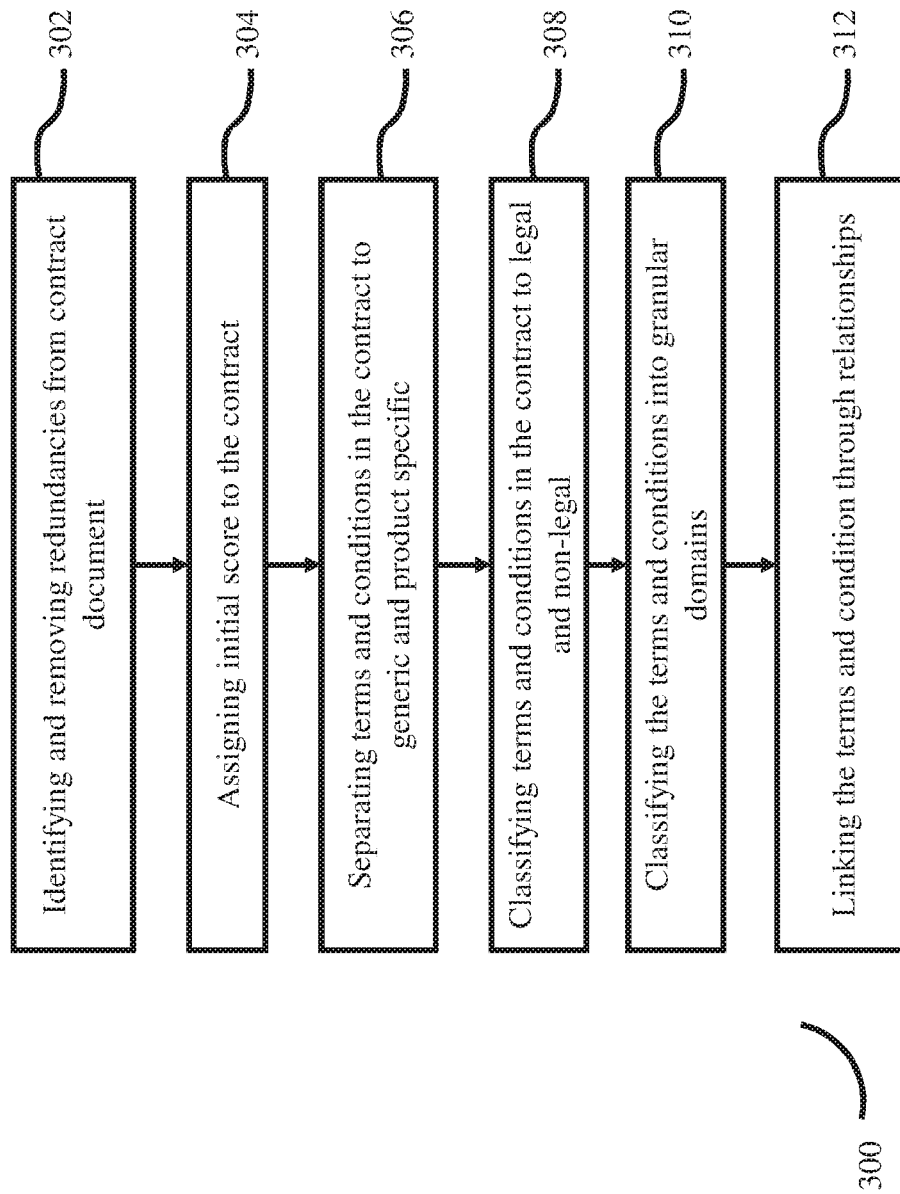 Identifying and removing redundancies from contract
document
302
Assigning initial score to the contract
304
Separating terms and conditions in the contract to
generic and product specific
306
Classifying terms and conditions in the contract to legal
and non-legal
308
Classifying the terms and conditions into granular
domains
310
Linking the terms and condition through relationships
312
300